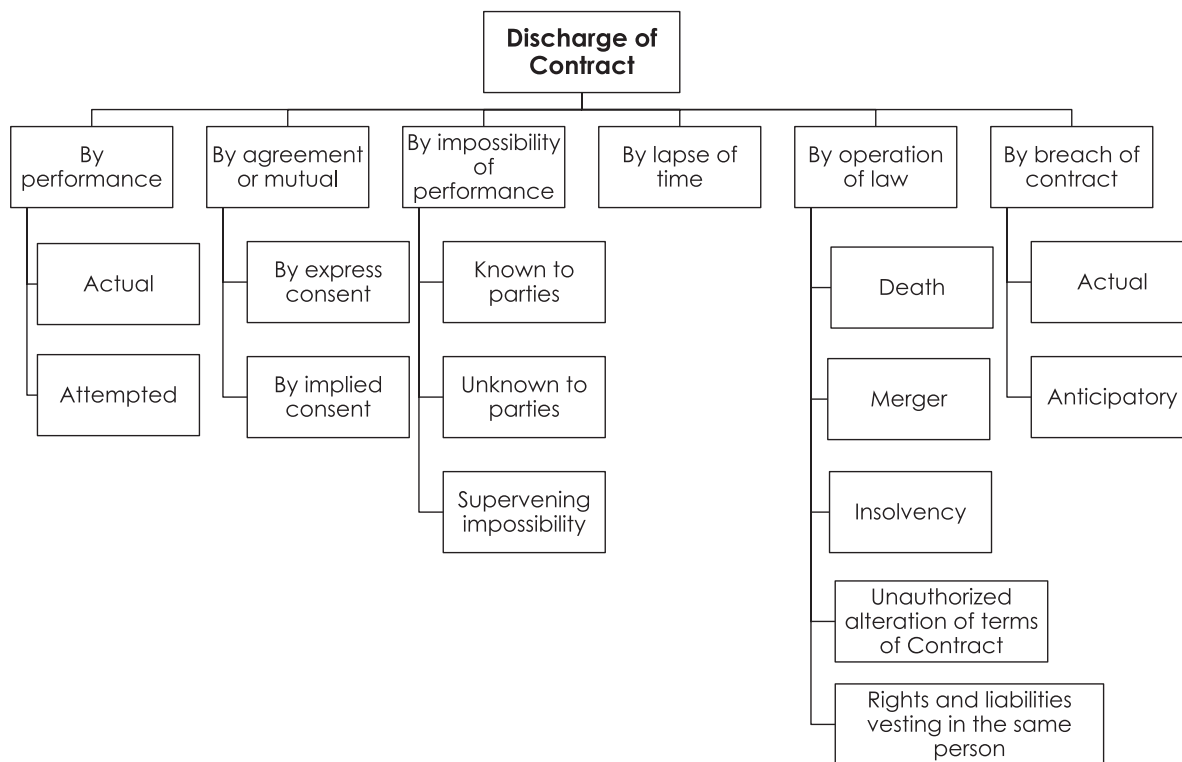 Discharge of
Contract
By
performance
Actual
Attempted
By agreement
or mutual
By express
consent
By implied
consent
By impossibility
of
performance
Known to
parties
Unknown to
parties
Supervening
impossibility
By lapse of
time
By operation
of law
Death
Merger
Insolvency
Unauthorized
alteration of terms
of Contract
Rights and liabilities
vesting in the same
person
By breach of
contract
Actual
Anticipatory